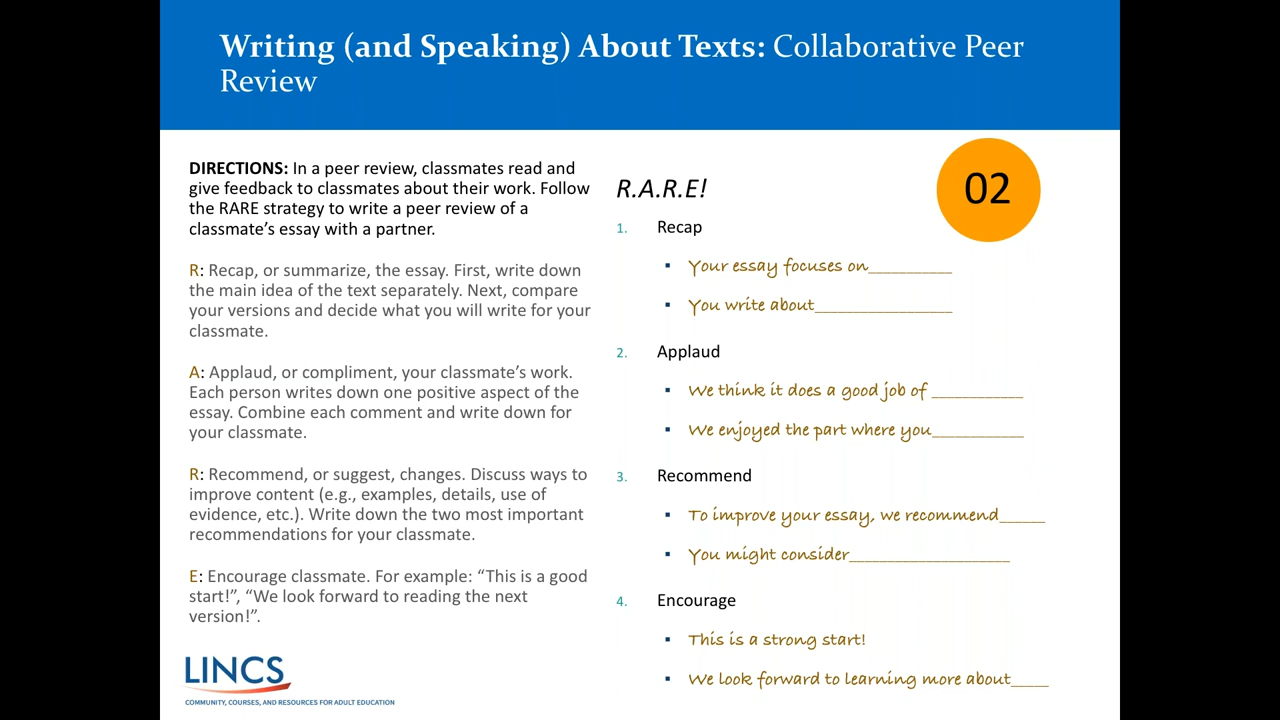 Writing (and Speaking) About Texts: Collaborative Peer
Review
DIRECTIONS: In a peer review, classmates read and
give feedback to classmates about their work. Follow
the RARE strategy to write a peer review of a
classmate’s essay with a partner.
R: Recap, or summarize, the essay. First, write down
the main idea of the text separately. Next, compare
your versions and decide what you will write for your
classmate.
A: Applaud, or compliment, your classmate’s work.
Each person writes down one positive aspect of the
essay. Combine each comment and write down for
your classmate.
R: Recommend, or suggest, changes. Discuss ways to
improve content (e.g., examples, details, use of
evidence, etc.). Write down the two most important
recommendations for your classmate.
E: Encourage classmate. For example: “This is a good
start!”, “We look forward to reading the next
version!”.
LINCS
COMMUNITY, COURSES, AND RESOURCES FOR ADULT EDUCATION
R.A.R.E!
02
1. Recap
▪ Your essay focuses on___________
▪ You write about__________________
2. Applaud
▪ We think it does a good job of ____________
▪ We enjoyed the part where you____________
3. Recommend
▪ To improve your essay, we recommend______
▪ You might consider_____________________
4. Encourage
▪ This is a strong start!
▪ We look forward to learning more about_____